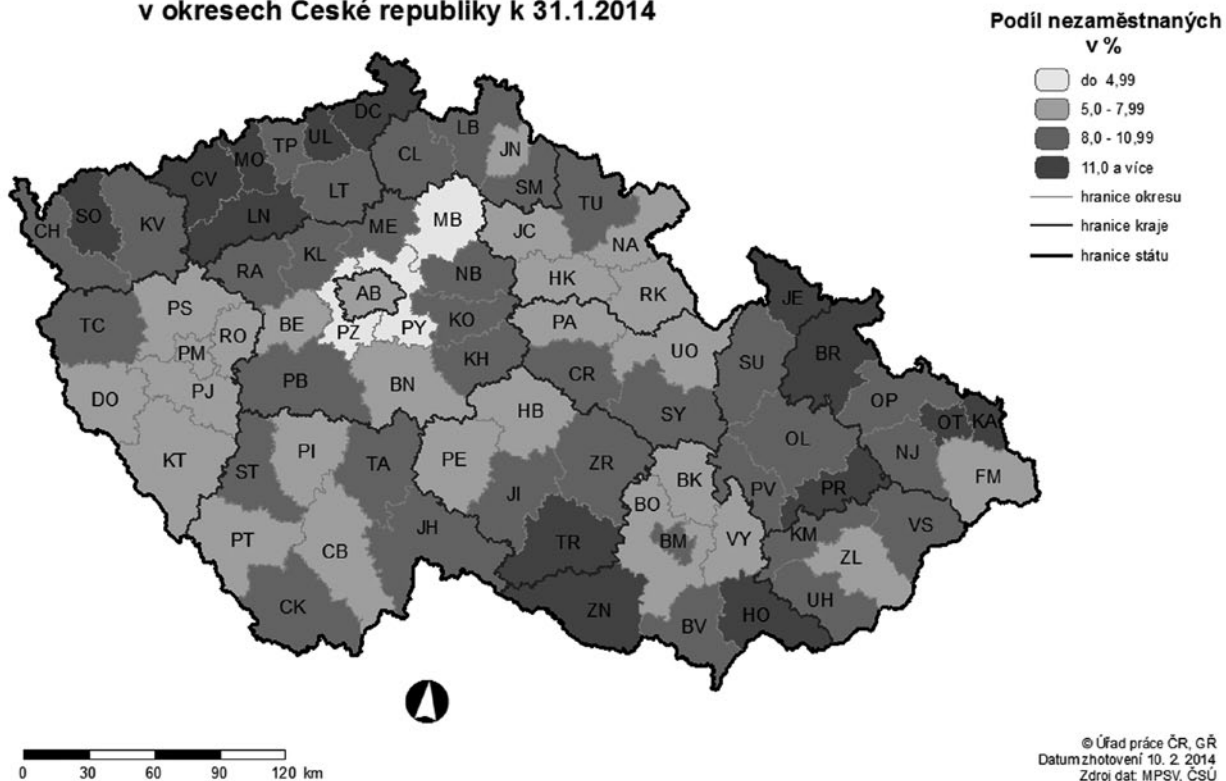 v okresech České republiky k 31.1.2014
Podíl nezaměstnaných
v %
do 4,99
5,0 - 7,99
8,0 - 10,99
11,0 a více
hranice okresu
hranice kraje
hranice státu
DC
LB
UL
TP
JN
MO
CL
CV
LT
SM
TU
SO
LN
MB
CH
KV
ME
JC
NA
KL
RA
NB
HK
AB
RK
JE
PS
TC
BE
RO
PZ
PY
KO
PA
UO
SU
BR
PM
KH
PB
BN
CR
PJ
DO
HB
SY
OP
OT
KA
OL
KT
ST
PI
TA
PE
ZR
NJ
FM
BK
JI
PV
PR
BO
VS
PT
CB
JH
TR
BM
VY
KM
ZL
CK
ZN
BV
HO
UH
0 30 60 90 120 km
© Úřad práce ČR, GŘ
Datum zhotovení 10. 2. 2014
Zdroj dat: MPSV, ČSÚ